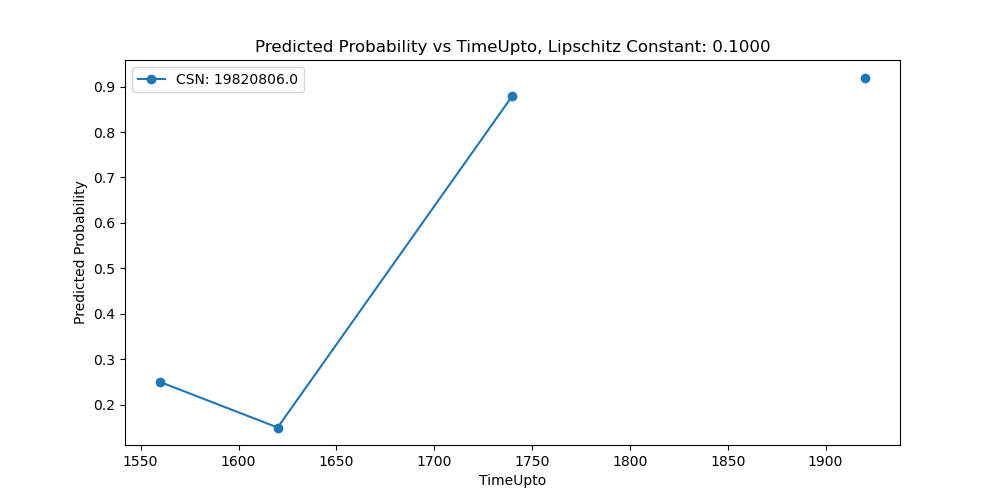 Predicted Probability vs TimeUpto, Lipschitz Constant: 0.1000
CSN: 19820806.0
Predicted Probability
0.9
0.8
0.7
0.6
0.5
0.4
0.3
0.2
1550 1600 1650 1700 1750 1800 1850 1900
TimeUpto